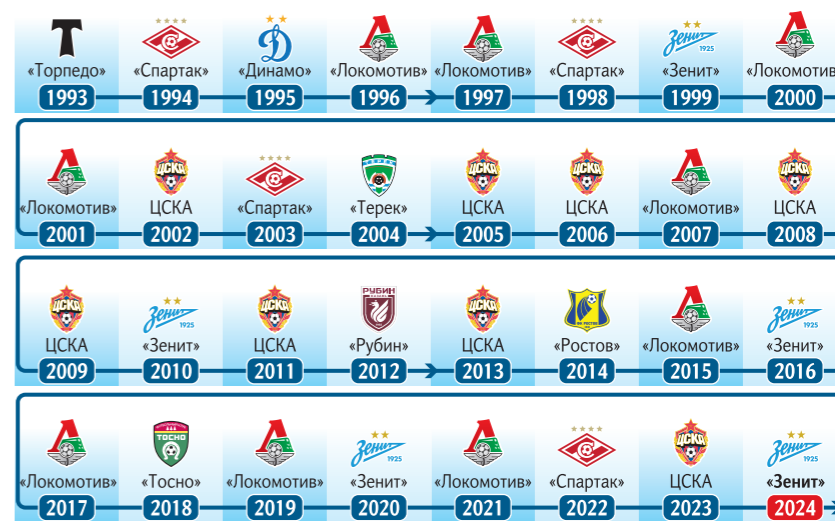 «Торпедо» «Спартак» «Динамо» «Локомотив» «Локомотив» «Спартак» «Зенит» «Локомотив
1993 1994 1995 1996 1997 1998 1999 2000
«Локомотив» ЦСКА «Спартак» «Терек» ЦСКА ЦСКА «Локомотив» ЦСКА
2001 2002 2003 2004 2005 2006 2007 2008
ЦСКА «Зенит» ЦСКА «Рубин» ЦСКА «Ростов» «Локомотив» «Зенит»
2009 2010 2011 2012 2013 2014 2015 2016
«Локомотив» «Тосно» «Локомотив» «Зенит» «Локомотив» «Спартак» ЦСКА «Зенит»
2017 2018 2019 2020 2021 2022 2023 2024